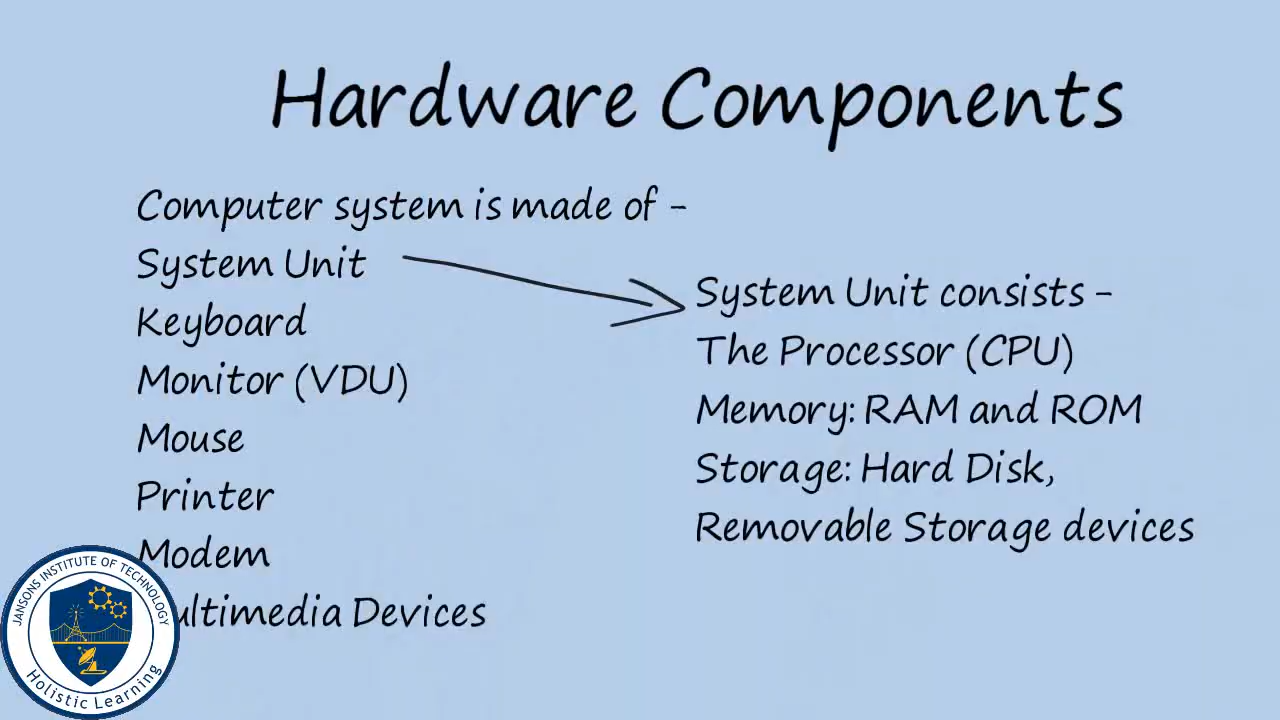 Hardware Components
Computer system is made of -
System Unit
Keyboard
Monitor (VDU)
Mouse
Printer
Modem
ultimedia Devices
System Unit consists -
The Processor (CPU)
Memory: RAM and ROM
Storage: Hard Disk,
Removable Storage devices
JANSONS INSTITUTE OF TECHNOLOGY
Holistic Learning